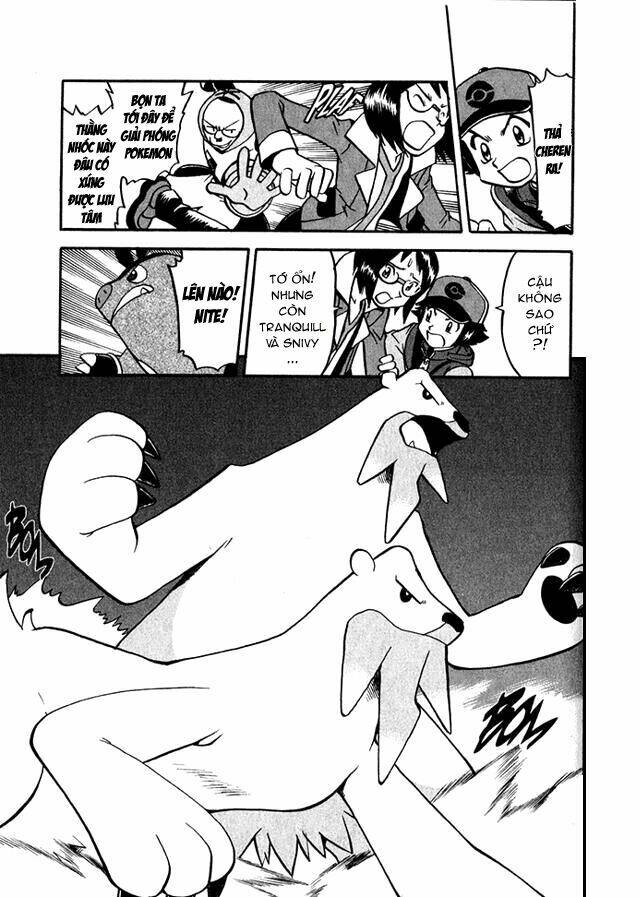 THẢ
CHEREN
RA!
PLAF
BỌN TA
TỚI ĐÂY ĐỂ
GIẢI PHÓNG
POKEMON
THẰNG
NHÓC NÀY
ĐÂU CÓ
XỨNG
ĐƯỢC LƯU
TÂM
CẬU
KHÔNG
SAO
CHỨ
?!
TỚ ỔN!
NHƯNG
CÒN
TRANQUILL
VÀ SNIVY
...
LÊN NÀO!
NITE!
BOM
BOM